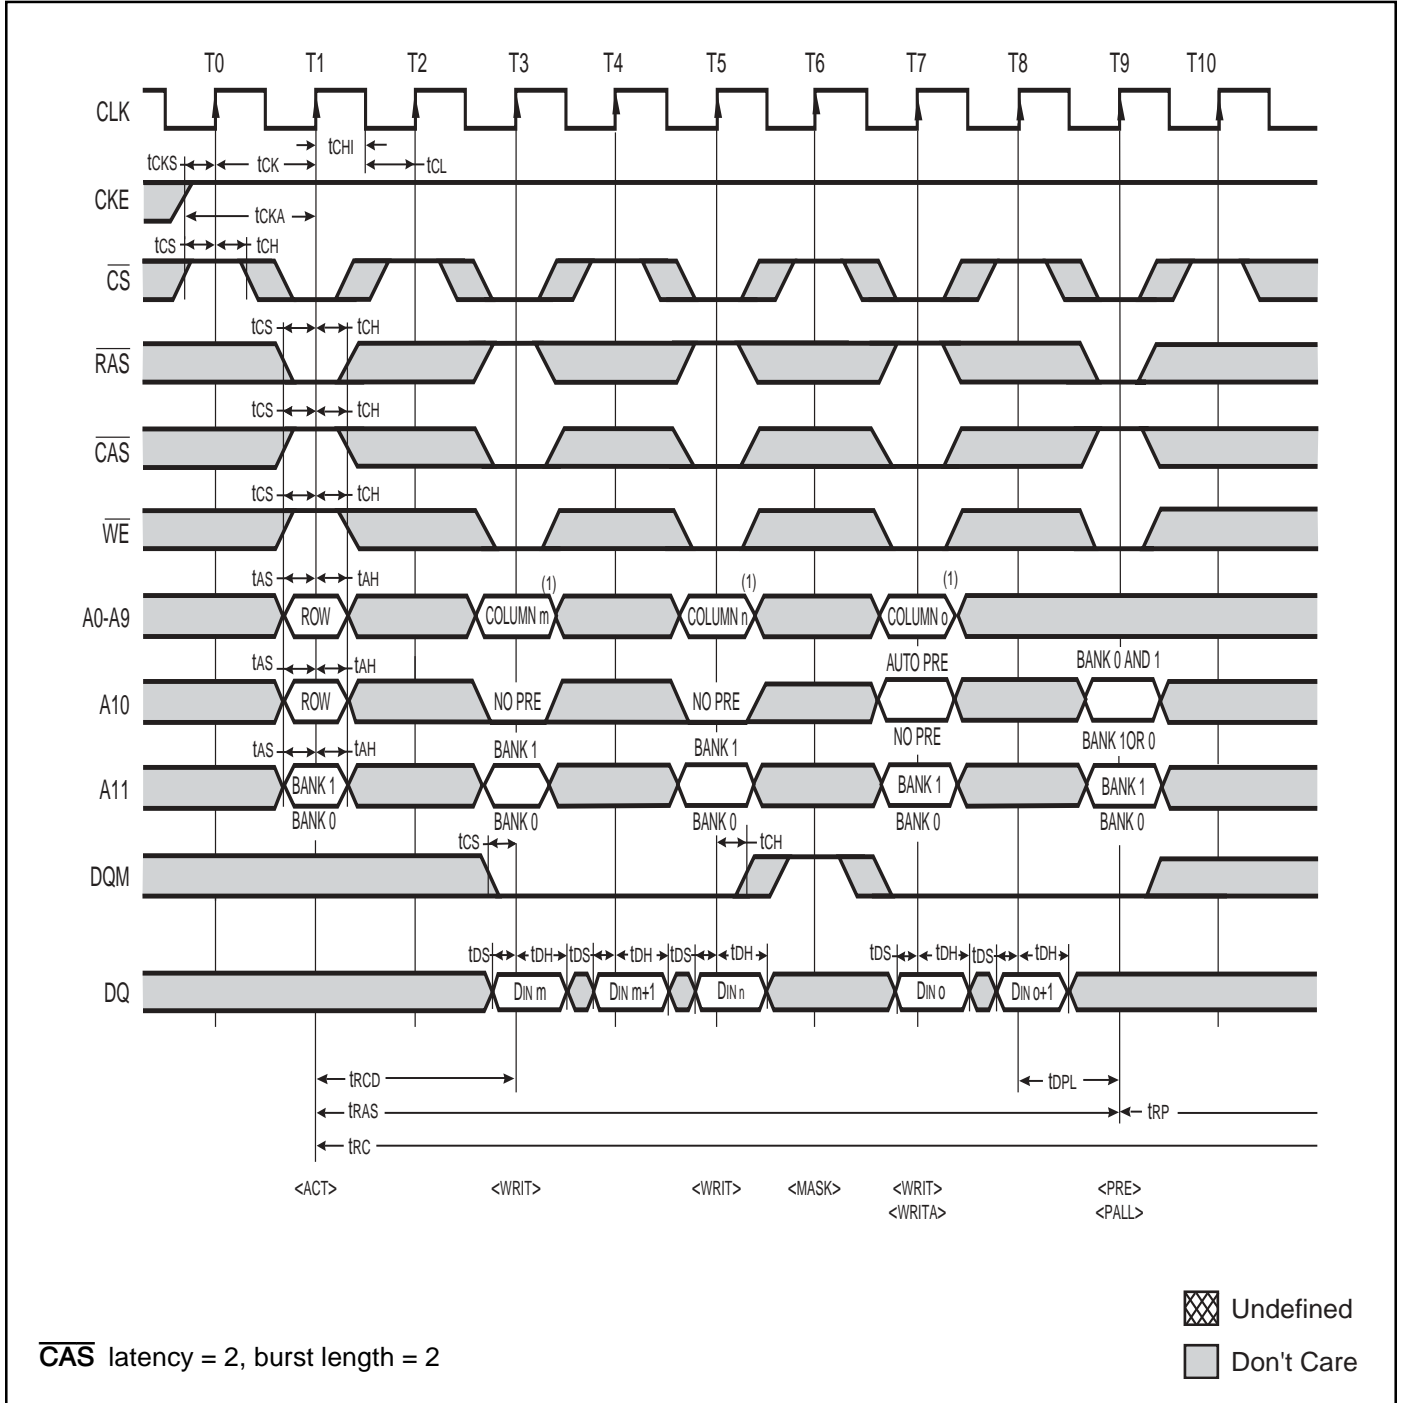 T0 T1 T2 T3 T4 T5 T6 T7 T8 T9 T10
CLK
tCHI
tCKS tCK tCL
CKE
tCKA
tCS tCH
CS
tCS tCH
RAS
tCS tCH
CAS
tCS tCH
WE
tAS tAH (1) (1) (1)
A0-A9 ROW COLUMN m COLUMN n COLUMN o
tAS tAH AUTO PRE BANK 0 AND 1
A10 ROW NO PRE NO PRE
NO PRE BANK 1OR 0
tAS tAH BANK 1 BANK 1
A11 BANK 1 BANK 1 BANK 1
BANK 0 BANK 0 BANK 0 BANK 0 BANK 0
tCS tCH
DQM
tDS tDH tDS tDH tDS tDH tDS tDH tDS tDH
DQ DIN m DIN m+1 DIN n DIN o DIN o+1
tRCD tDPL
tRAS tRP
tRC
<ACT> <WRIT> <WRIT> <MASK> <WRIT> <PRE>
<WRITA> <PALL>
Undefined
CAS latency = 2, burst length = 2
Don't Care